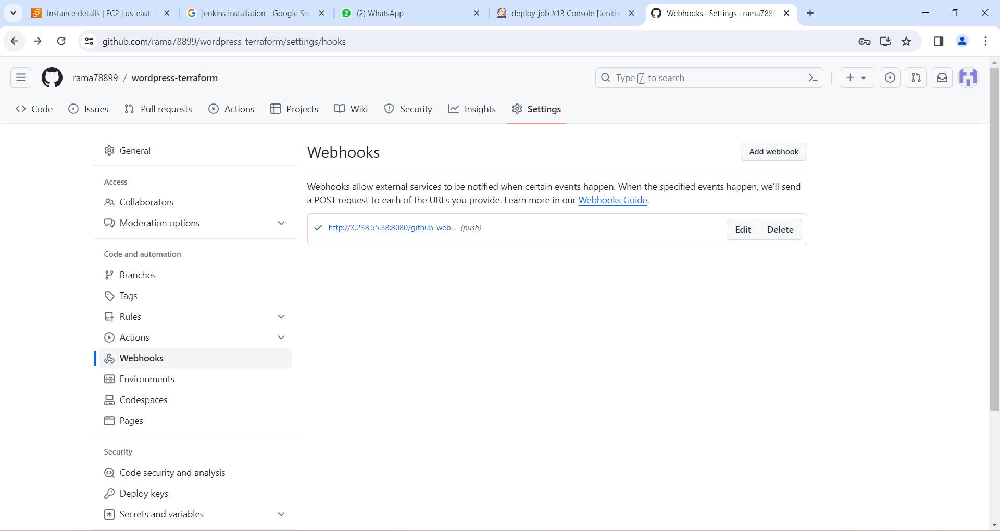 Instance details | EC2 | us-east-1
jenkins installation - Google Sea
2 (2) WhatsApp
deploy-job #13 Console [Jenkin
Webhooks · Settings · rama7889
github.com/rama78899/wordpress-terraform/settings/hooks
rama78899 / wordpress-terraform
Type / to search
Code
Issues
Pull requests
Actions
Projects
Wiki
Security
Insights
Settings
General
Access
Collaborators
Moderation options
Code and automation
Branches
Tags
Rules
Actions
Webhooks
Environments
Codespaces
Pages
Security
Code security and analysis
Deploy keys
Secrets and variables
Webhooks
Add webhook
Webhooks allow external services to be notified when certain events happen. When the specified events happen, we’ll send
a POST request to each of the URLs you provide. Learn more in our Webhooks Guide.
http://3.238.55.38:8080/github-web... (push)
Edit
Delete